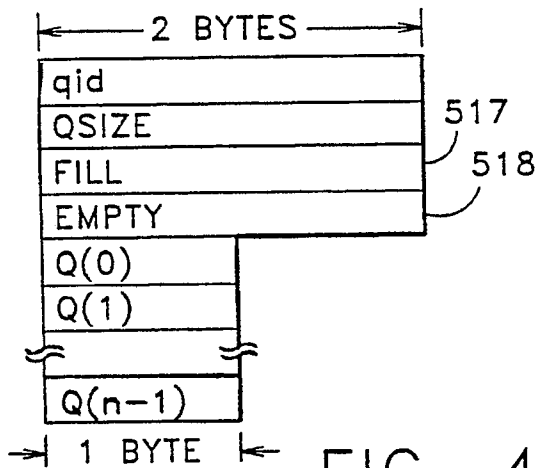 2 BYTES
qid
QSIZE
517
FILL
518
EMPTY
Q(0)
Q(1)
Q(n-1)
1 BYTE
FIG. 4